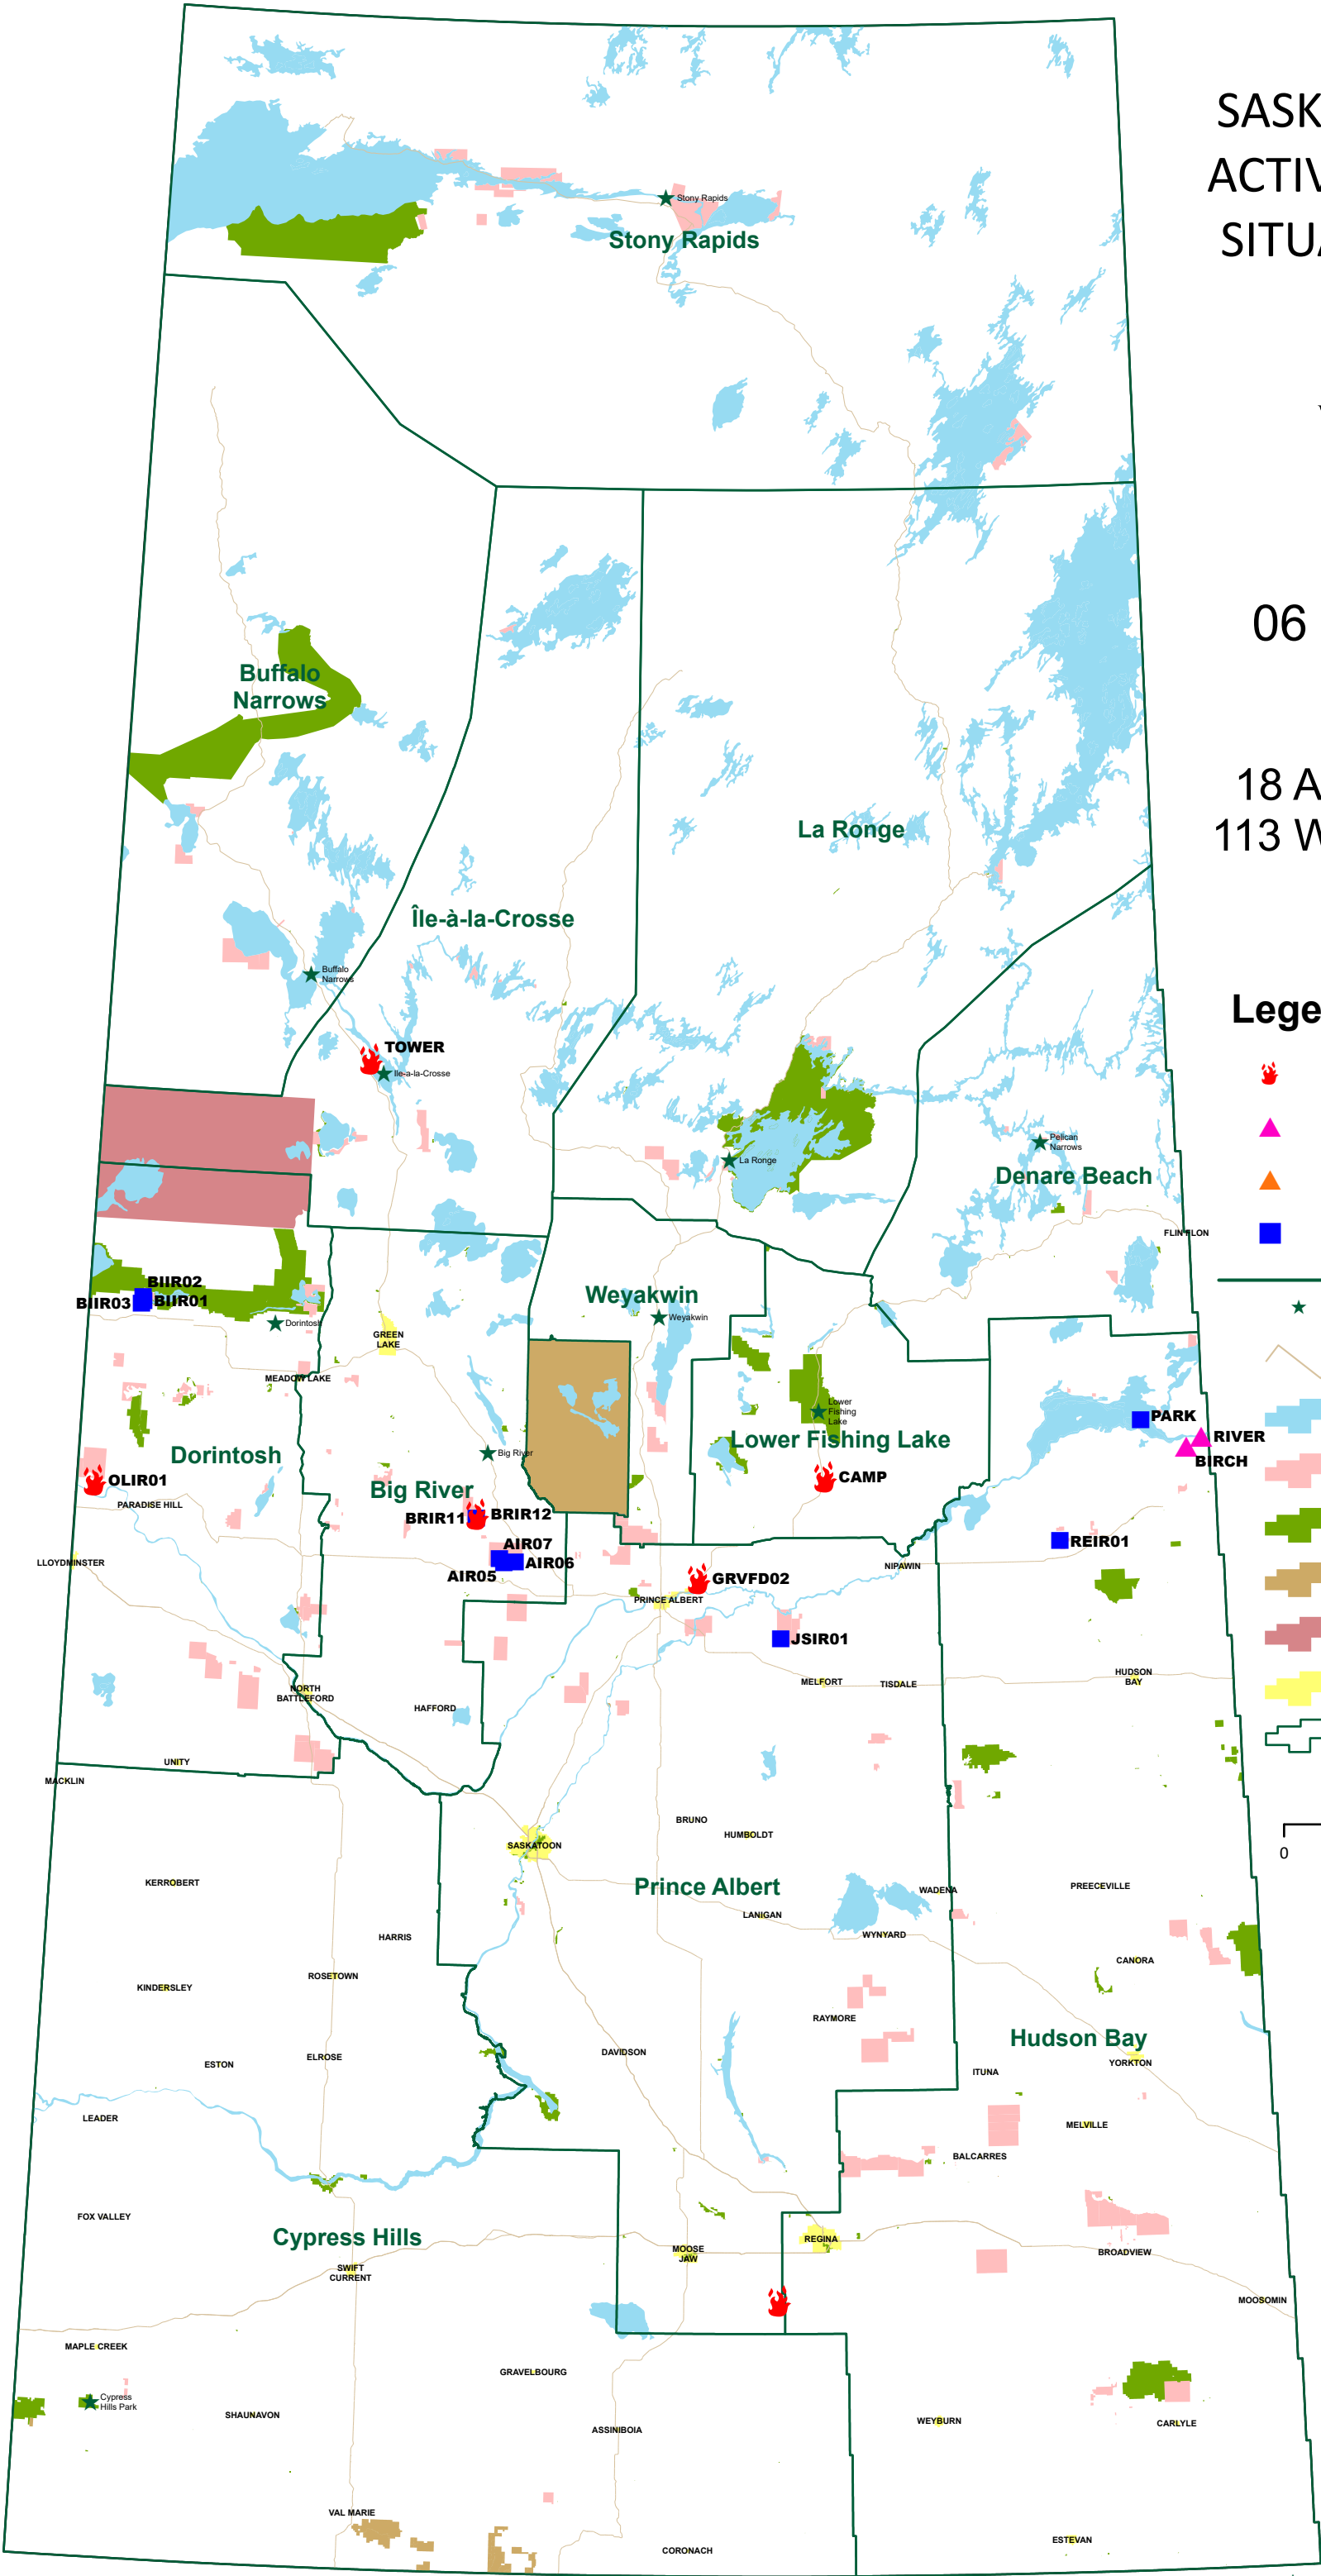 SASK
ACTIV
SITUA
06
18 A
113 W
Lege
0
Stony Rapids
Stony Rapids
Buffalo
Narrows
La Ronge
Île-à-la-Crosse
Buffalo
Narrows
TOWER
Ile-a-la-Crosse
Pelican
Narrows
La Ronge
Denare Beach
FLIN FLON
BIIR02
BIIR03
BIIR01
Dorintosh
Weyakwin
Weyakwin
GREEN
LAKE
MEADOW LAKE
Lower
Fishing
Lake
PARK
RIVER
BIRCH
Lower Fishing Lake
Dorintosh
Big River
OLIR01
CAMP
Big River
PARADISE HILL
BRIR11
BRIR12
AIR07
AIR06
AIR05
REIR01
LLOYDMINSTER
NIPAWIN
GRVFD02
PRINCE ALBERT
JSIR01
HUDSON
BAY
MELFORT
TISDALE
NORTH
BATTLEFORD
HAFFORD
UNITY
MACKLIN
BRUNO
HUMBOLDT
SASKATOON
KERROBERT
Prince Albert
WADENA
PREECEVILLE
LANIGAN
WYNYARD
HARRIS
CANORA
ROSETOWN
KINDERSLEY
RAYMORE
Hudson Bay
DAVIDSON
ELROSE
ESTON
YORKTON
ITUNA
LEADER
MELVILLE
BALCARRES
FOX VALLEY
Cypress Hills
REGINA
MOOSE
JAW
BROADVIEW
SWIFT
CURRENT
MOOSOMIN
MAPLE CREEK
GRAVELBOURG
Cypress
Hills Park
SHAUNAVON
WEYBURN
CARLYLE
ASSINIBOIA
VAL MARIE
ESTEVAN
CORONACH